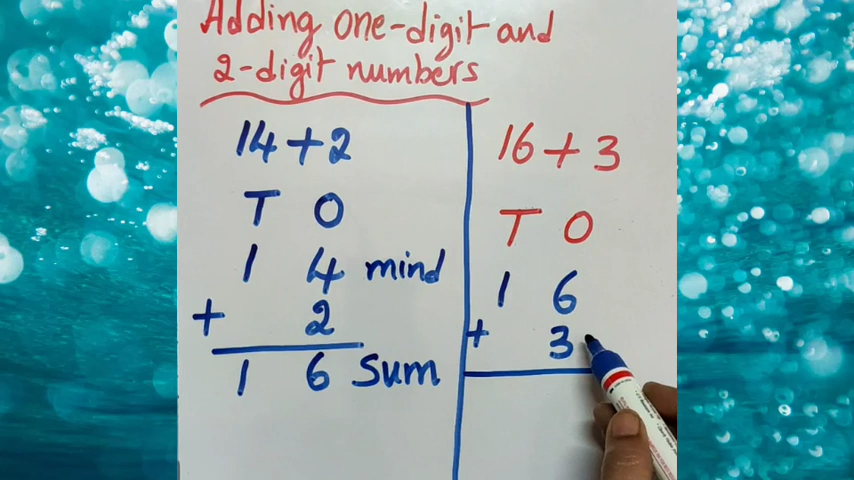 Adding one-digit and
2-digit numbers
14+2
T O
1 4 mind
+ 2
1 6 Sum
16+3
T O
1 6
+ 3